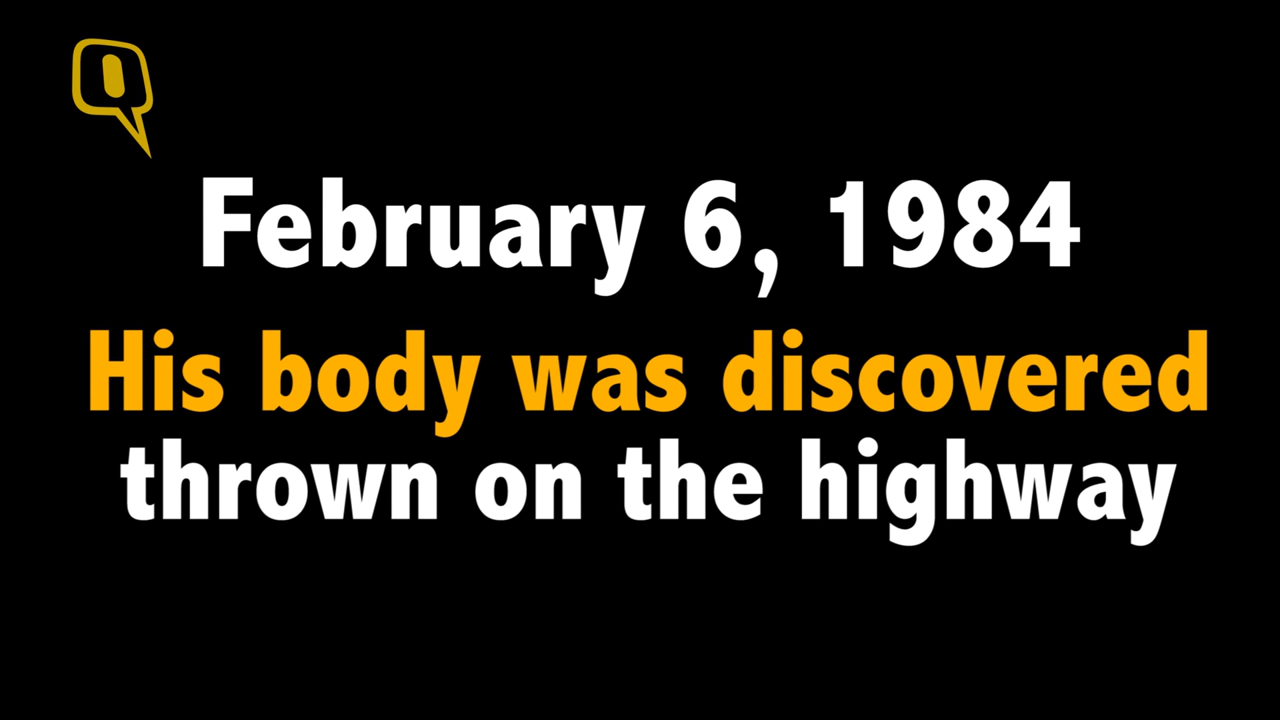 February 6, 1984
His body was discovered
thrown on the highway